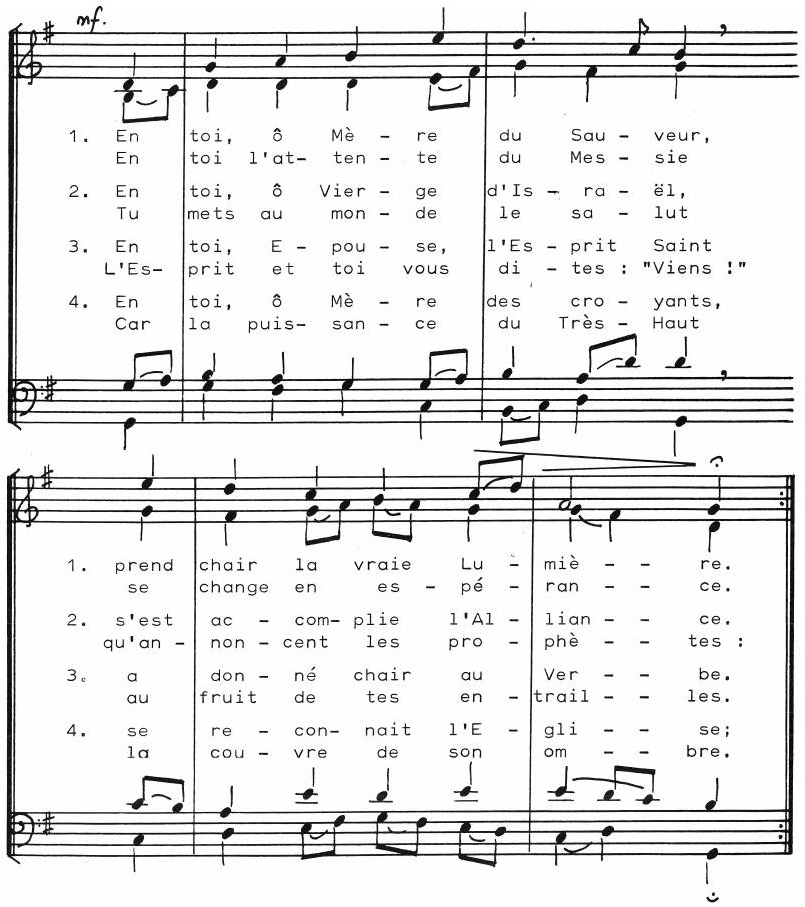 mf.
1. En toi, ô Mè - re du Sau - veur,
En toi l'at- ten - te du Mes - sie
2. En toi, ô Vier - ge d'Is - ra - ël,
Tu mets au mon - de le sa - lut
3. En toi, E - pou - se, l'Es - prit Saint
L'Es- prit et toi vous di - tes : "Viens !"
4. En toi, ô Mè - re des cro - yants,
Car la puis- san - ce du Très - Haut
1. prend chair la vraie Lu - miè - - re.
se change en es - pé - ran - - ce.
2. s'est ac - com- plie l'Al - lian - - ce.
qu'an - non - cent les pro - phè - - tes :
3. a don - né chair au Ver - - be.
au fruit de tes en - trail - - les.
4. se re - con- nait l'E - gli - - se;
la cou - vre de son om - - bre.